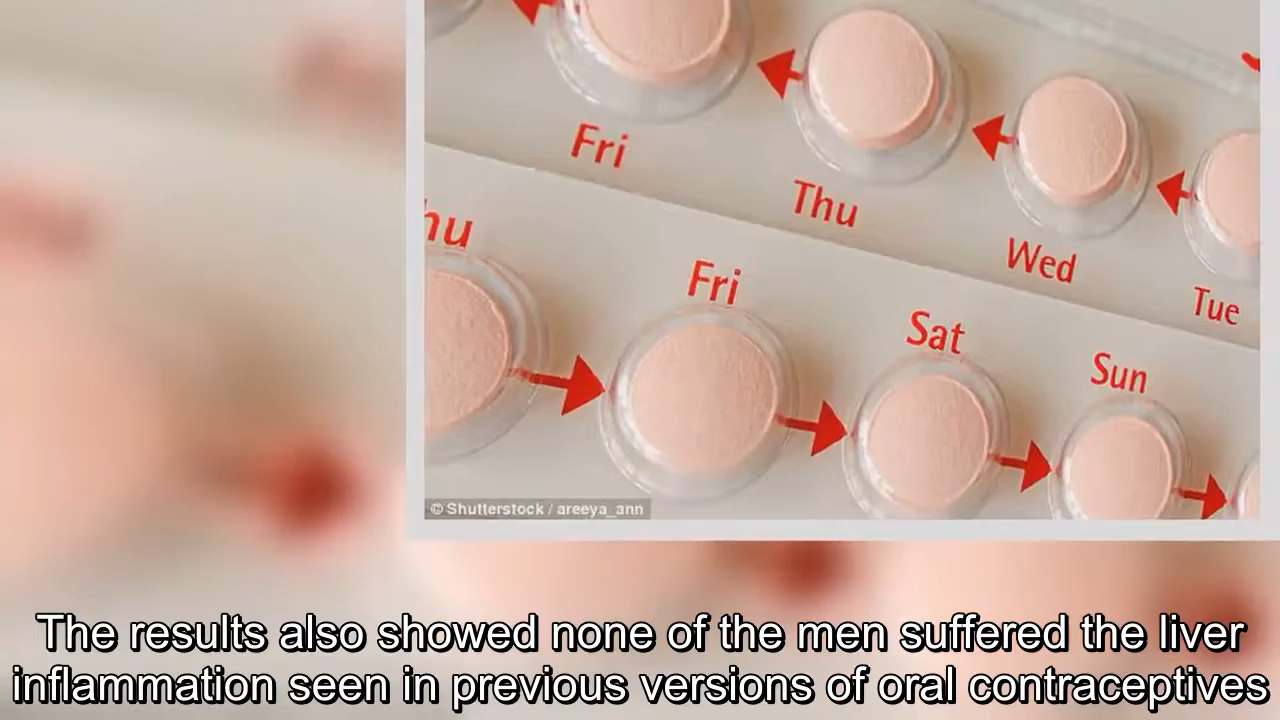 Fri
Thu
Wed
Tue
hu
Fri
Sat
Sun
© Shutterstock / areeya_ann
The results also showed none of the men suffered the liver
inflammation seen in previous versions of oral contraceptives